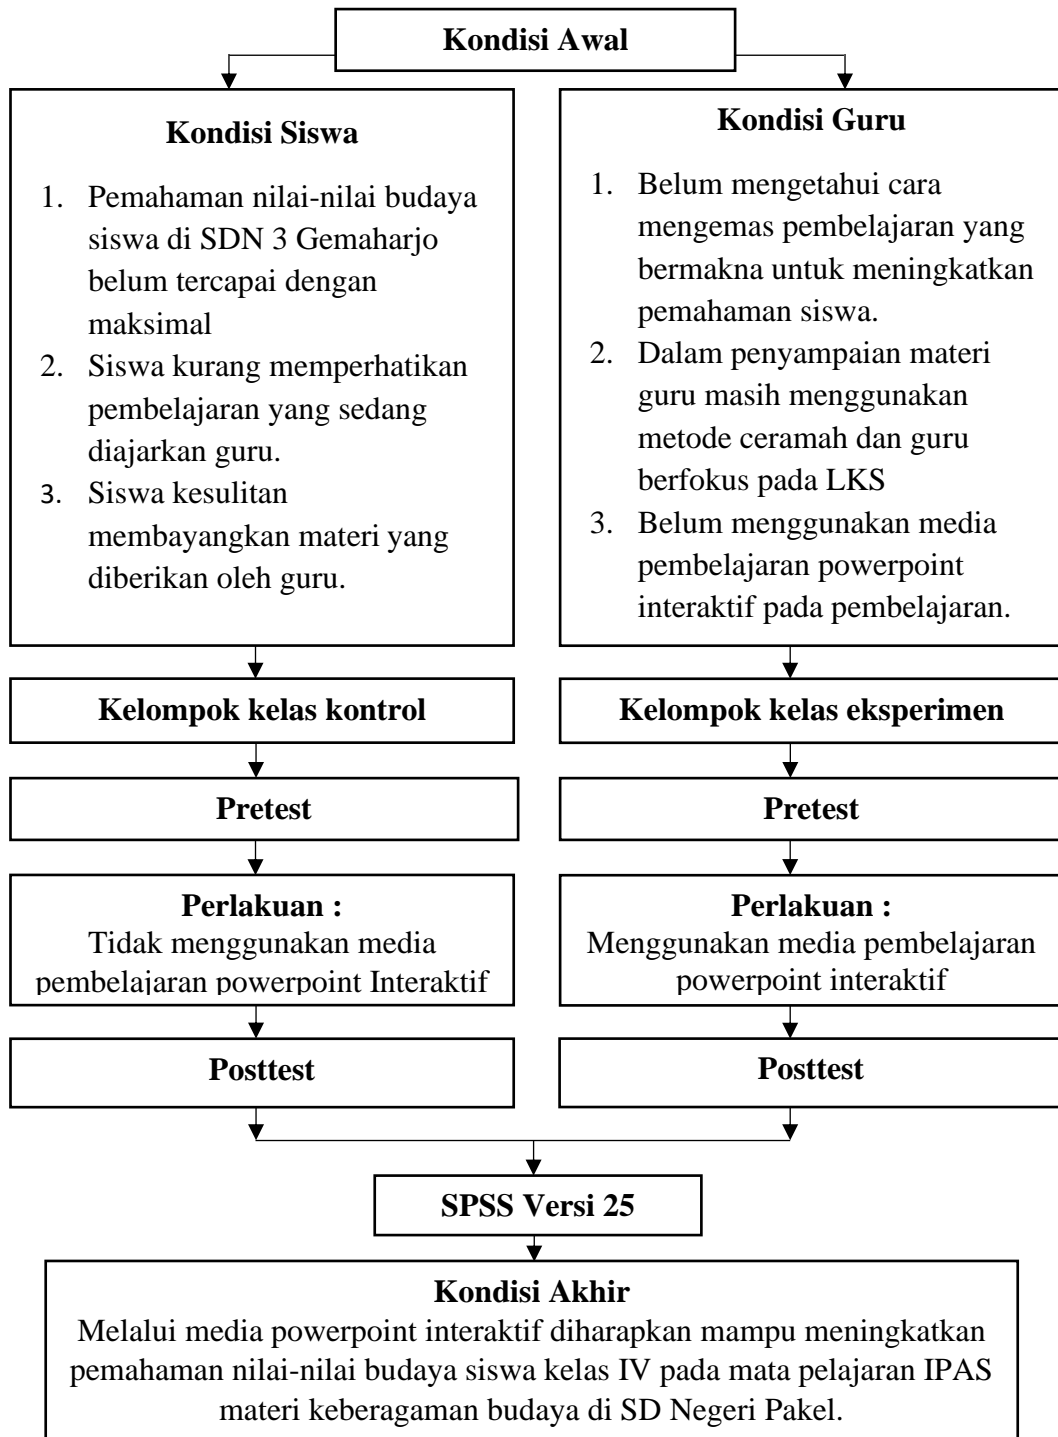 Kondisi Awal
Kondisi Siswa
1. Pemahaman nilai-nilai budaya
siswa di SDN 3 Gemaharjo
belum tercapai dengan
maksimal
2. Siswa kurang memperhatikan
pembelajaran yang sedang
diajarkan guru.
3. Siswa kesulitan
membayangkan materi yang
diberikan oleh guru.
Kondisi Guru
1. Belum mengetahui cara
mengemas pembelajaran yang
bermakna untuk meningkatkan
pemahaman siswa.
2. Dalam penyampaian materi
guru masih menggunakan
metode ceramah dan guru
berfokus pada LKS
3. Belum menggunakan media
pembelajaran powerpoint
interaktif pada pembelajaran.
Kelompok kelas kontrol
Kelompok kelas eksperimen
Pretest
Pretest
Perlakuan :
Tidak menggunakan media
pembelajaran powerpoint Interaktif
Perlakuan :
Menggunakan media pembelajaran
powerpoint interaktif
Posttest
Posttest
SPSS Versi 25
Kondisi Akhir
Melalui media powerpoint interaktif diharapkan mampu meningkatkan
pemahaman nilai-nilai budaya siswa kelas IV pada mata pelajaran IPAS
materi keberagaman budaya di SD Negeri Pakel.